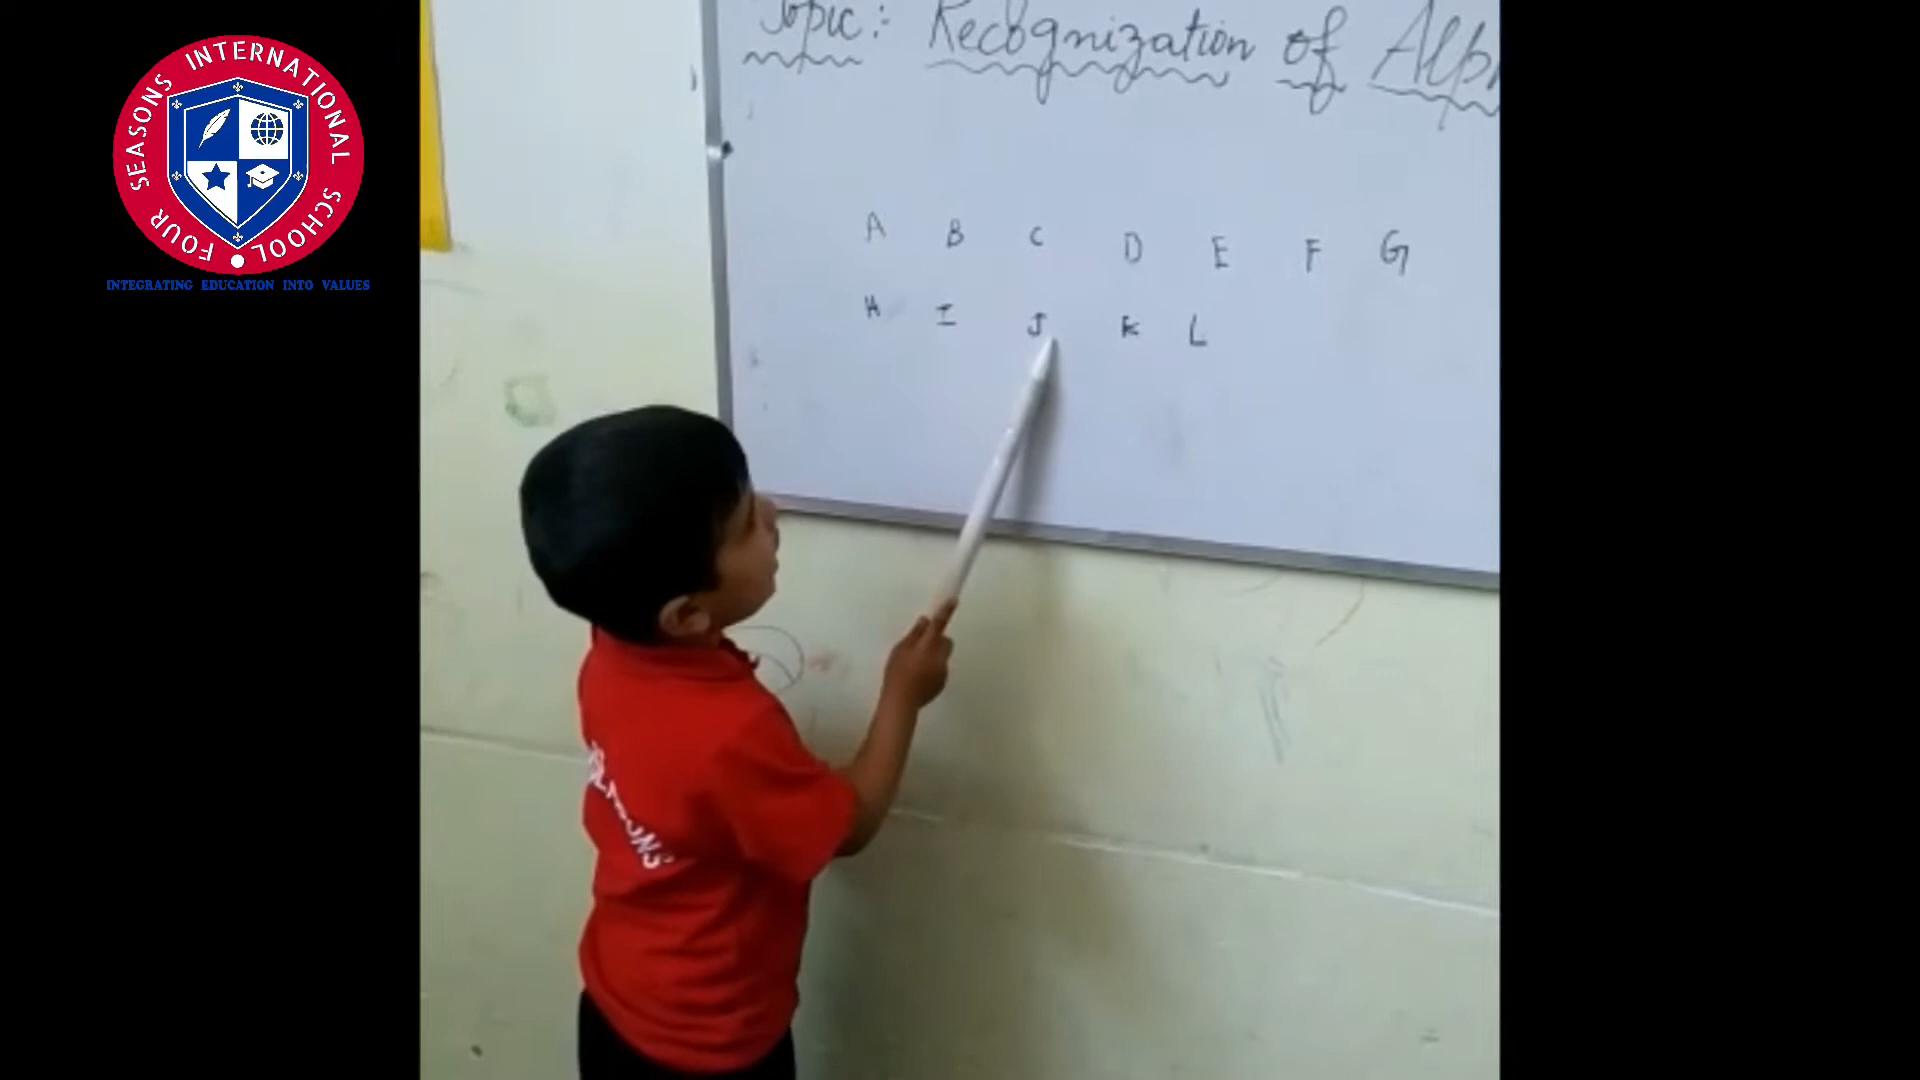 FOUR SEASONS INTERNATIONAL SCHOOL
INTEGRATING EDUCATION INTO VALUES
Topic: Recognization of Alph
A B C D E F G
H I J K L